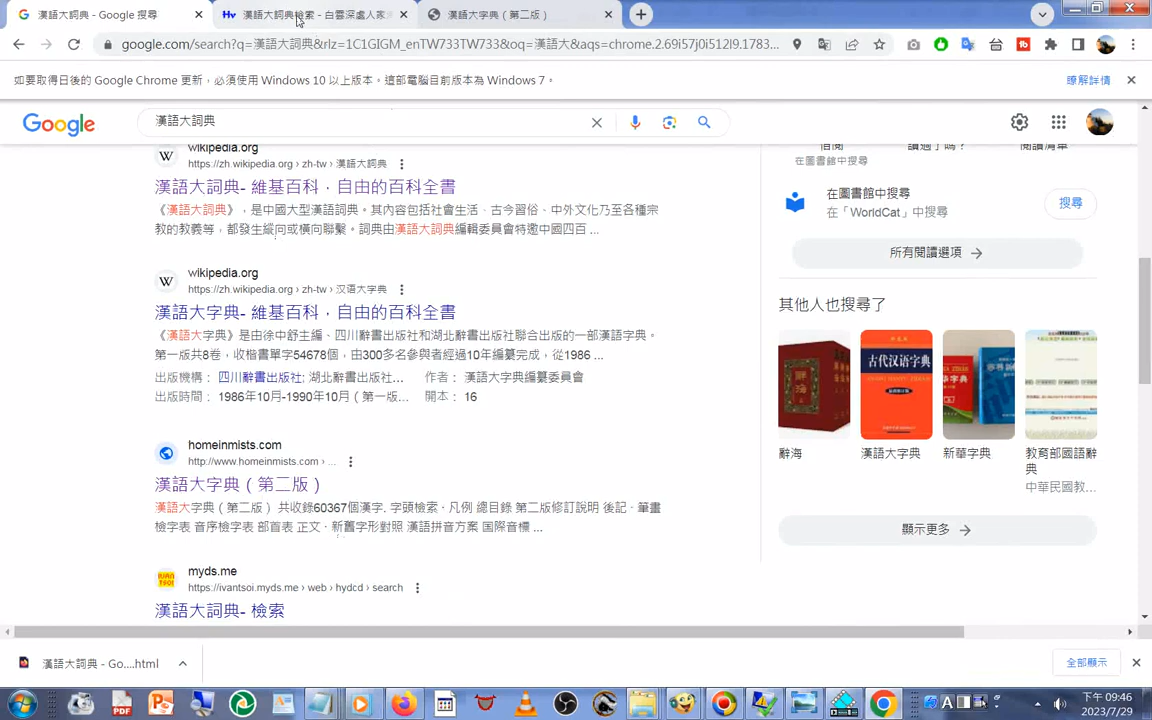 漢語大詞典 - Google 搜尋
漢語大詞典檢索 - 白雲深處人家
漢語大字典（第二版）
google.com/search?q=漢語大詞典&rlz=1C1GIGM_enTW733TW733&oq=漢語大&aqs=chrome.2.69i57j0i512l9.1783...
如要取得日後的 Google Chrome 更新，必須使用 Windows 10 以上版本。這部電腦目前版本為 Windows 7。
瞭解詳情
Google
漢語大詞典
wikipedia.org
https://zh.wikipedia.org › zh-tw › 漢語大詞典
漢語大詞典- 維基百科，自由的百科全書
《漢語大詞典》，是中國大型漢語詞典。其內容包括社會生活、古今習俗、中外文化乃至各種宗
教的教義等，都發生縱向或橫向聯繫。詞典由漢語大詞典編輯委員會特邀中國四百 ...
wikipedia.org
https://zh.wikipedia.org › zh-tw › 汉语大字典
漢語大字典- 維基百科，自由的百科全書
《漢語大字典》是由徐中舒主編、四川辭書出版社和湖北辭書出版社聯合出版的一部漢語字典。
第一版共8卷，收楷書單字54678個，由300多名參與者經過10年編纂完成，從1986 ...
出版機構： 四川辭書出版社; 湖北辭書出版社...
作者： 漢語大字典編纂委員會
出版時間： 1986年10月-1990年10月（第一版...
開本： 16
homeinmists.com
http://www.homeinmists.com › ...
漢語大字典（第二版）
漢語大字典（第二版） 共收錄60367個漢字. 字頭檢索 · 凡例 總目錄 第二版修訂說明 後記 · 筆畫
檢字表 音序檢字表 部首表 正文 · 新舊字形對照 漢語拼音方案 国際音標 ...
myds.me
https://ivantsoi.myds.me › web › hydcd › search
漢語大詞典- 檢索
在圖書館中搜尋
在圖書館中搜尋
在「WorldCat」中搜尋
搜尋
所有閱讀選項
其他人也搜尋了
古代汉语字典
辭海
漢語大字典
新華字典
教育部國語辭典
中華民國教...
顯示更多
漢語大詞典 - Go....html
全部顯示
下午 09:46
2023/7/29